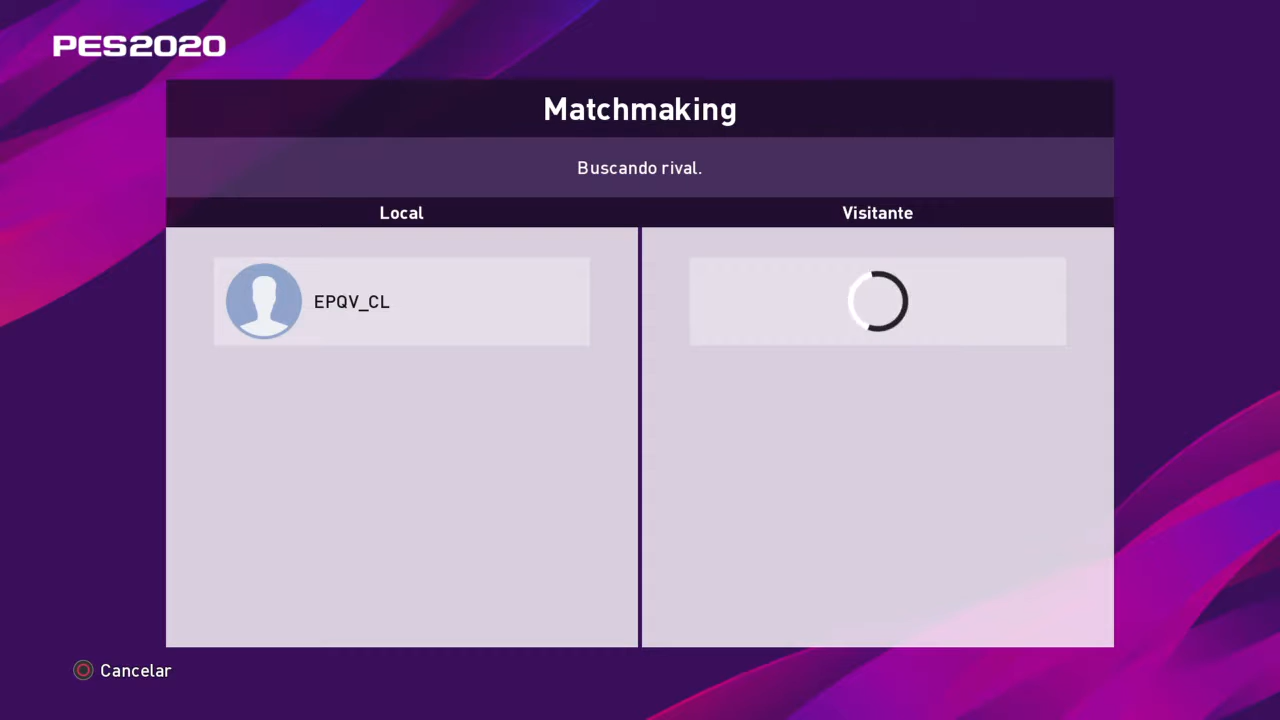 PES2020
Matchmaking
Buscando rival.
Local
Visitante
EPQV_CL
Cancelar